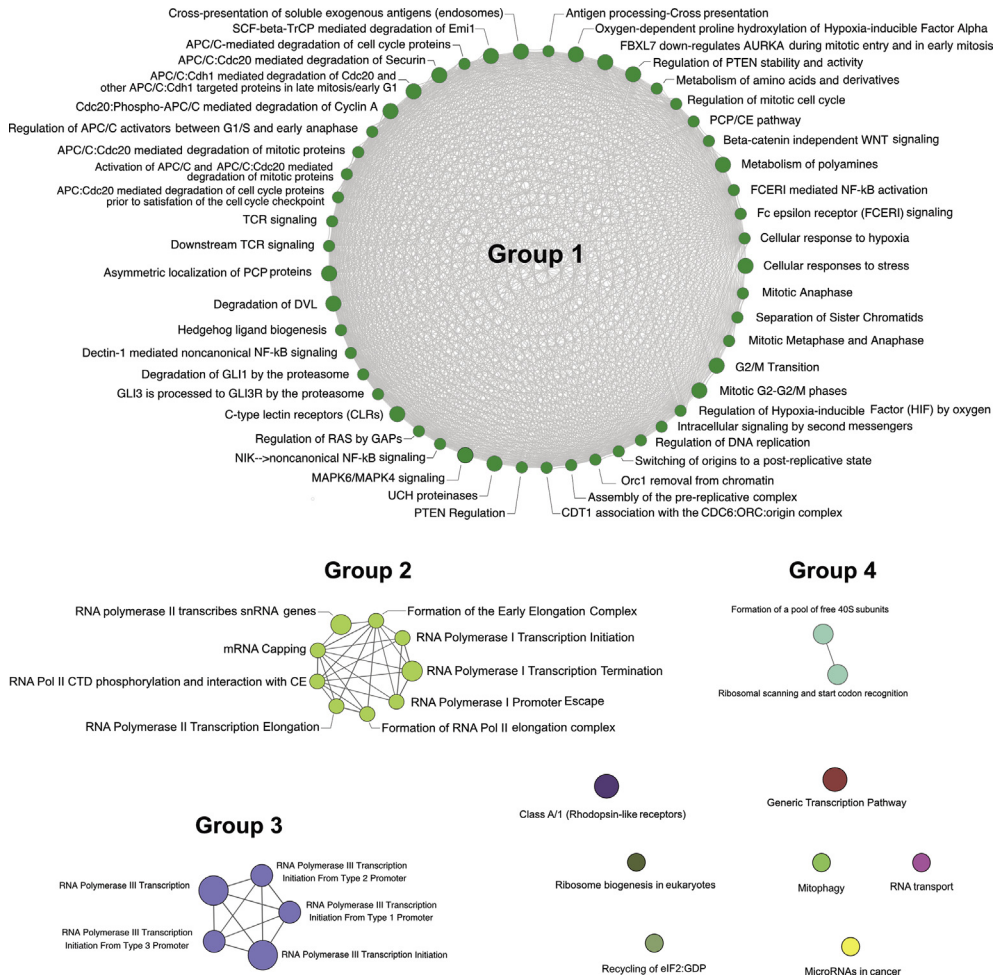 Cross-presentation of soluble exogenous antigens (endosomes)
SCF-beta-TrCP mediated degradation of Emi1
APC/C-mediated degradation of cell cycle proteins
APC/C:Cdc20 mediated degradation of Securin
APC/C:Cdh1 mediated degradation of Cdc20 and
other APC/C:Cdh1 targeted proteins in late mitosis/early G1
Cdc20:Phospho-APC/C mediated degradation of Cyclin A
Regulation of APC/C activators between G1/S and early anaphase
APC/C:Cdc20 mediated degradation of mitotic proteins
Activation of APC/C and APC/C:Cdc20 mediated
degradation of mitotic proteins
APC:Cdc20 mediated degradation of cell cycle proteins
prior to satisfation of the cell cycle checkpoint
TCR signaling
Downstream TCR signaling
Asymmetric localization of PCP proteins
Degradation of DVL
Hedgehog ligand biogenesis
Dectin-1 mediated noncanonical NF-kB signaling
Degradation of GLI1 by the proteasome
GLI3 is processed to GLI3R by the proteasome
C-type lectin receptors (CLRs)
Regulation of RAS by GAPs
NIK-->noncanonical NF-kB signaling
MAPK6/MAPK4 signaling
UCH proteinases
PTEN Regulation
Antigen processing-Cross presentation
Oxygen-dependent proline hydroxylation of Hypoxia-inducible Factor Alpha
FBXL7 down-regulates AURKA during mitotic entry and in early mitosis
Regulation of PTEN stability and activity
Metabolism of amino acids and derivatives
Regulation of mitotic cell cycle
PCP/CE pathway
Beta-catenin independent WNT signaling
Metabolism of polyamines
FCERI mediated NF-kB activation
Fc epsilon receptor (FCERI) signaling
Cellular response to hypoxia
Cellular responses to stress
Mitotic Anaphase
Separation of Sister Chromatids
Mitotic Metaphase and Anaphase
G2/M Transition
Mitotic G2-G2/M phases
Regulation of Hypoxia-inducible Factor (HIF) by oxygen
Intracellular signaling by second messengers
Regulation of DNA replication
Switching of origins to a post-replicative state
Orc1 removal from chromatin
Assembly of the pre-replicative complex
CDT1 association with the CDC6:ORC:origin complex
Group 1
Group 2
RNA polymerase II transcribes snRNA genes
mRNA Capping
RNA Pol II CTD phosphorylation and interaction with CE
RNA Polymerase II Transcription Elongation
Formation of the Early Elongation Complex
RNA Polymerase I Transcription Initiation
RNA Polymerase I Transcription Termination
RNA Polymerase I Promoter Escape
Formation of RNA Pol II elongation complex
Group 4
Formation of a pool of free 40S subunits
Ribosomal scanning and start codon recognition
Group 3
RNA Polymerase III Transcription
RNA Polymerase III Transcription
Initiation From Type 3 Promoter
RNA Polymerase III Transcription
Initiation From Type 2 Promoter
RNA Polymerase III Transcription
Initiation From Type 1 Promoter
RNA Polymerase III Transcription Initiation
Class A/1 (Rhodopsin-like receptors)
Generic Transcription Pathway
Ribosome biogenesis in eukaryotes
Mitophagy
RNA transport
Recycling of eIF2:GDP
MicroRNAs in cancer